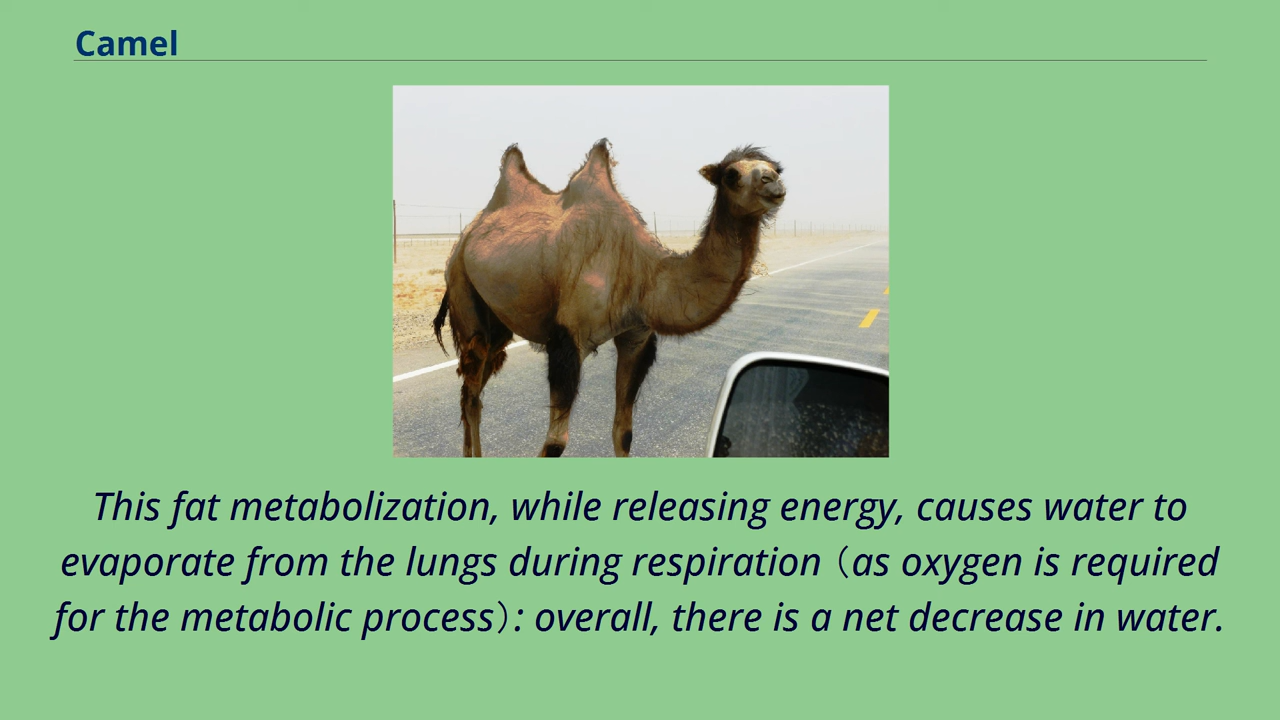 Camel
This fat metabolization, while releasing energy, causes water to
evaporate from the lungs during respiration（as oxygen is required
for the metabolic process）: overall, there is a net decrease in water.